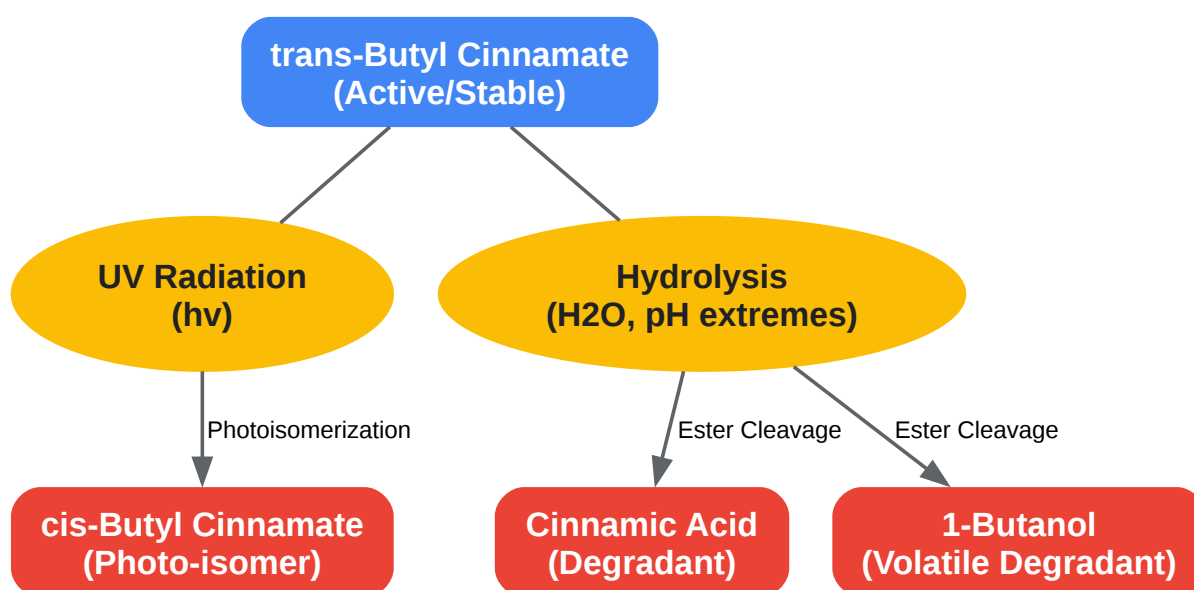 trans-Butyl Cinnamate
(Active/Stable)
UV Radiation
(hv)
Hydrolysis
(H2O, pH extremes)
Photoisomerization
Ester Cleavage
Ester Cleavage
cis-Butyl Cinnamate
(Photo-isomer)
Cinnamic Acid
(Degradant)
1-Butanol
(Volatile Degradant)